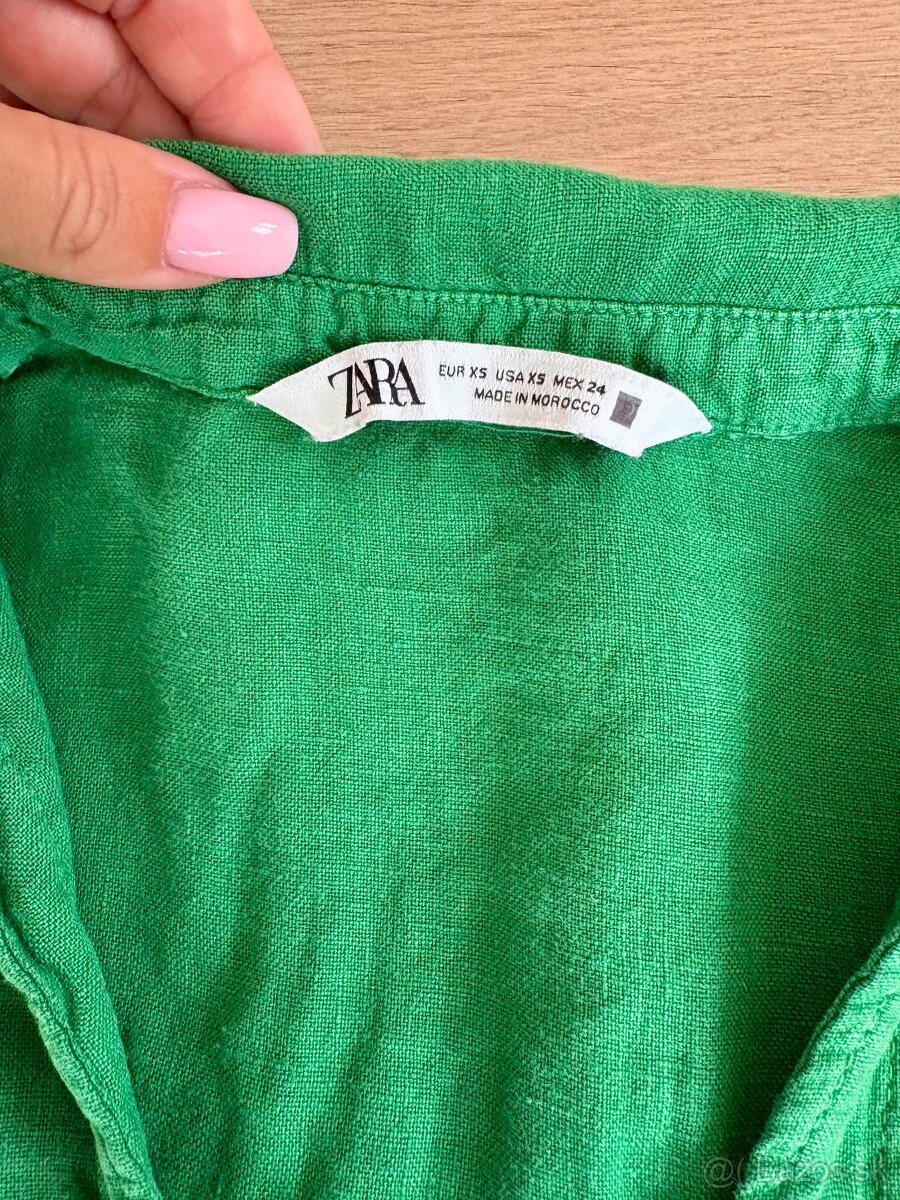 ZARA
EUR XS USA XS MEX 24
MADE IN MOROCCO